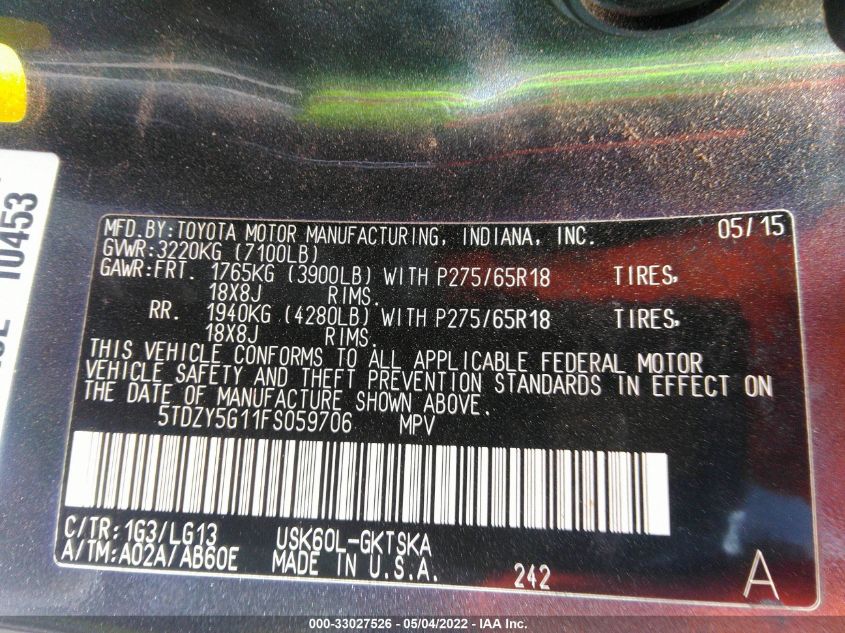 10453
MFD.BY:TOYOTA MOTOR MANUFACTURING, INDIANA, INC. 05/15
GVWR:3220KG (7100LB)
GAWR:FRT. 1765KG (3900LB) WITH P275/65R18 TIRES,
18X8J RIMS.
RR. 1940KG (4280LB) WITH P275/65R18 TIRES,
18X8J RIMS.
THIS VEHICLE CONFORMS TO ALL APPLICABLE FEDERAL MOTOR
VEHICLE SAFETY AND THEFT PREVENTION STANDARDS IN EFFECT ON
THE DATE OF MANUFACTURE SHOWN ABOVE.
5TDZY5G11FS059706 MPV
C/TR:1G3/LG13 USK60L-GKTSKA
A/TM:A02A/AB60E MADE IN U.S.A. 242 A
000-33027526 - 05/04/2022 - IAA Inc.